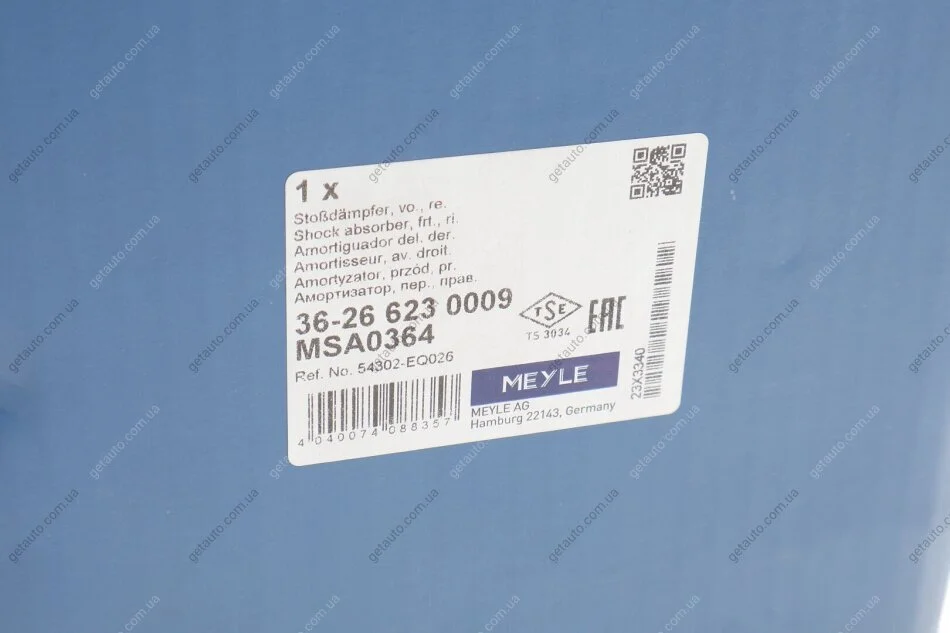 1 x
Stoßdämpfer, vo., re.
Shock absorber, frt., ri.
Amortiguador del. der.
Amortisseur, av. droit.
Amortyzator, przód, pr.
Амортизатор, пер., прав.
36-26 623 0009
MSA0364
Ref. No. 54302-EQ026
TSE
TS 3034
EAC
MEYLE
MEYLE AG
Hamburg 22143, Germany
4 040074 088357
23X3340
getauto.com.ua